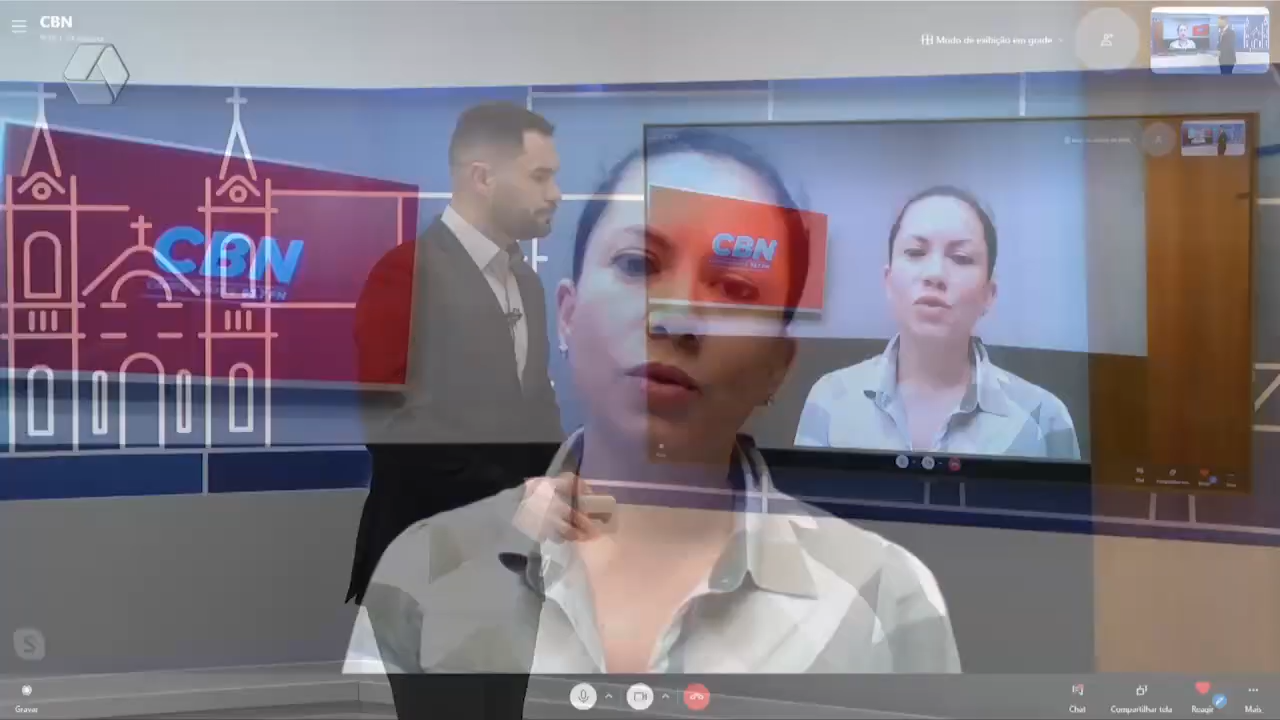 CBN
Modo de exibição em grade
CBN
CBN
S
Gravar
Chat
Compartilhar tela
Reagir
Mais